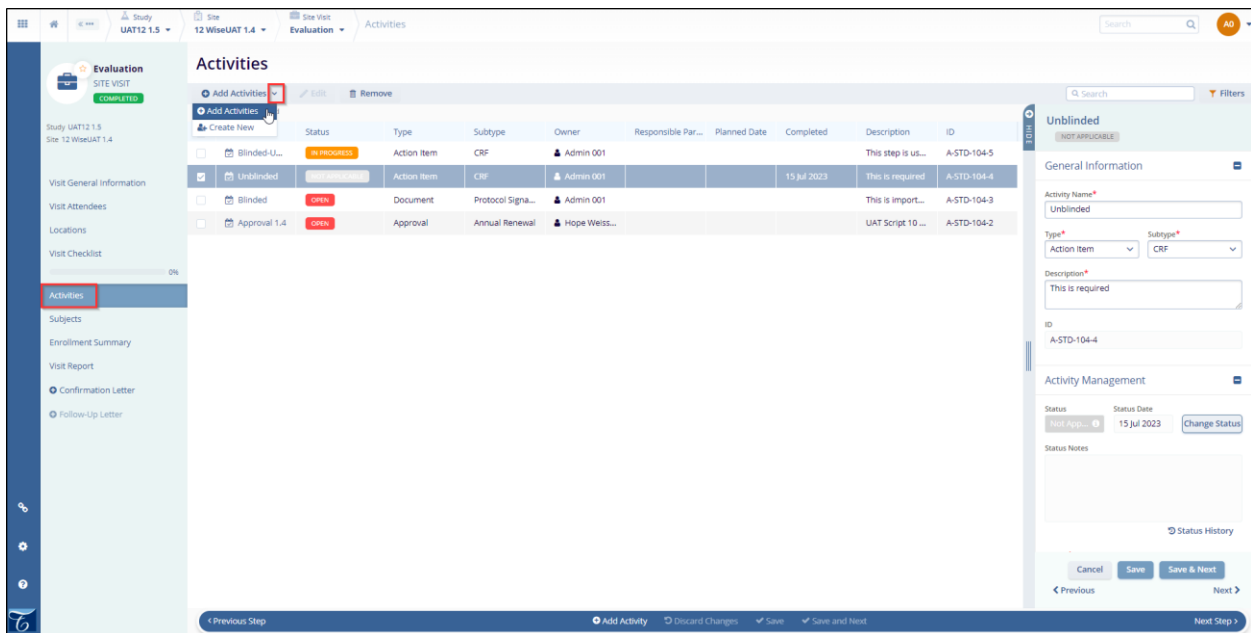 Study
UAT12 1.5
Site
12 WiseUAT 1.4
Site Visit
Evaluation
Activities
Search
AO
Evaluation
SITE VISIT
COMPLETED
Study UAT12 1.5
Site 12 WiseUAT 1.4
Visit General Information
Visit Attendees
Locations
Visit Checklist
0%
Activities
Subjects
Enrollment Summary
Visit Report
Confirmation Letter
Follow-Up Letter
Activities
Add Activities
Edit
Remove
Search
Filters
Add Activities
Create New
Status Type Subtype Owner Responsible Par... Planned Date Completed Description ID
Blinded-U... IN PROGRESS Action Item CRF Admin 001 This step is us... A-STD-104-5
Unblinded NOT APPLICABLE Action Item CRF Admin 001 15 Jul 2023 This is required A-STD-104-4
Blinded OPEN Document Protocol Signa... Admin 001 This is import... A-STD-104-3
Approval 1.4 OPEN Approval Annual Renewal Hope Weiss... UAT Script 10 ... A-STD-104-2
HIDE
Unblinded
NOT APPLICABLE
General Information
Activity Name*
Unblinded
Type* Subtype*
Action Item CRF
Description*
This is required
ID
A-STD-104-4
Activity Management
Status Status Date
Not App... 15 Jul 2023 Change Status
Status Notes
Status History
Cancel Save Save & Next
Previous Next
Previous Step Add Activity Discard Changes Save Save and Next Next Step